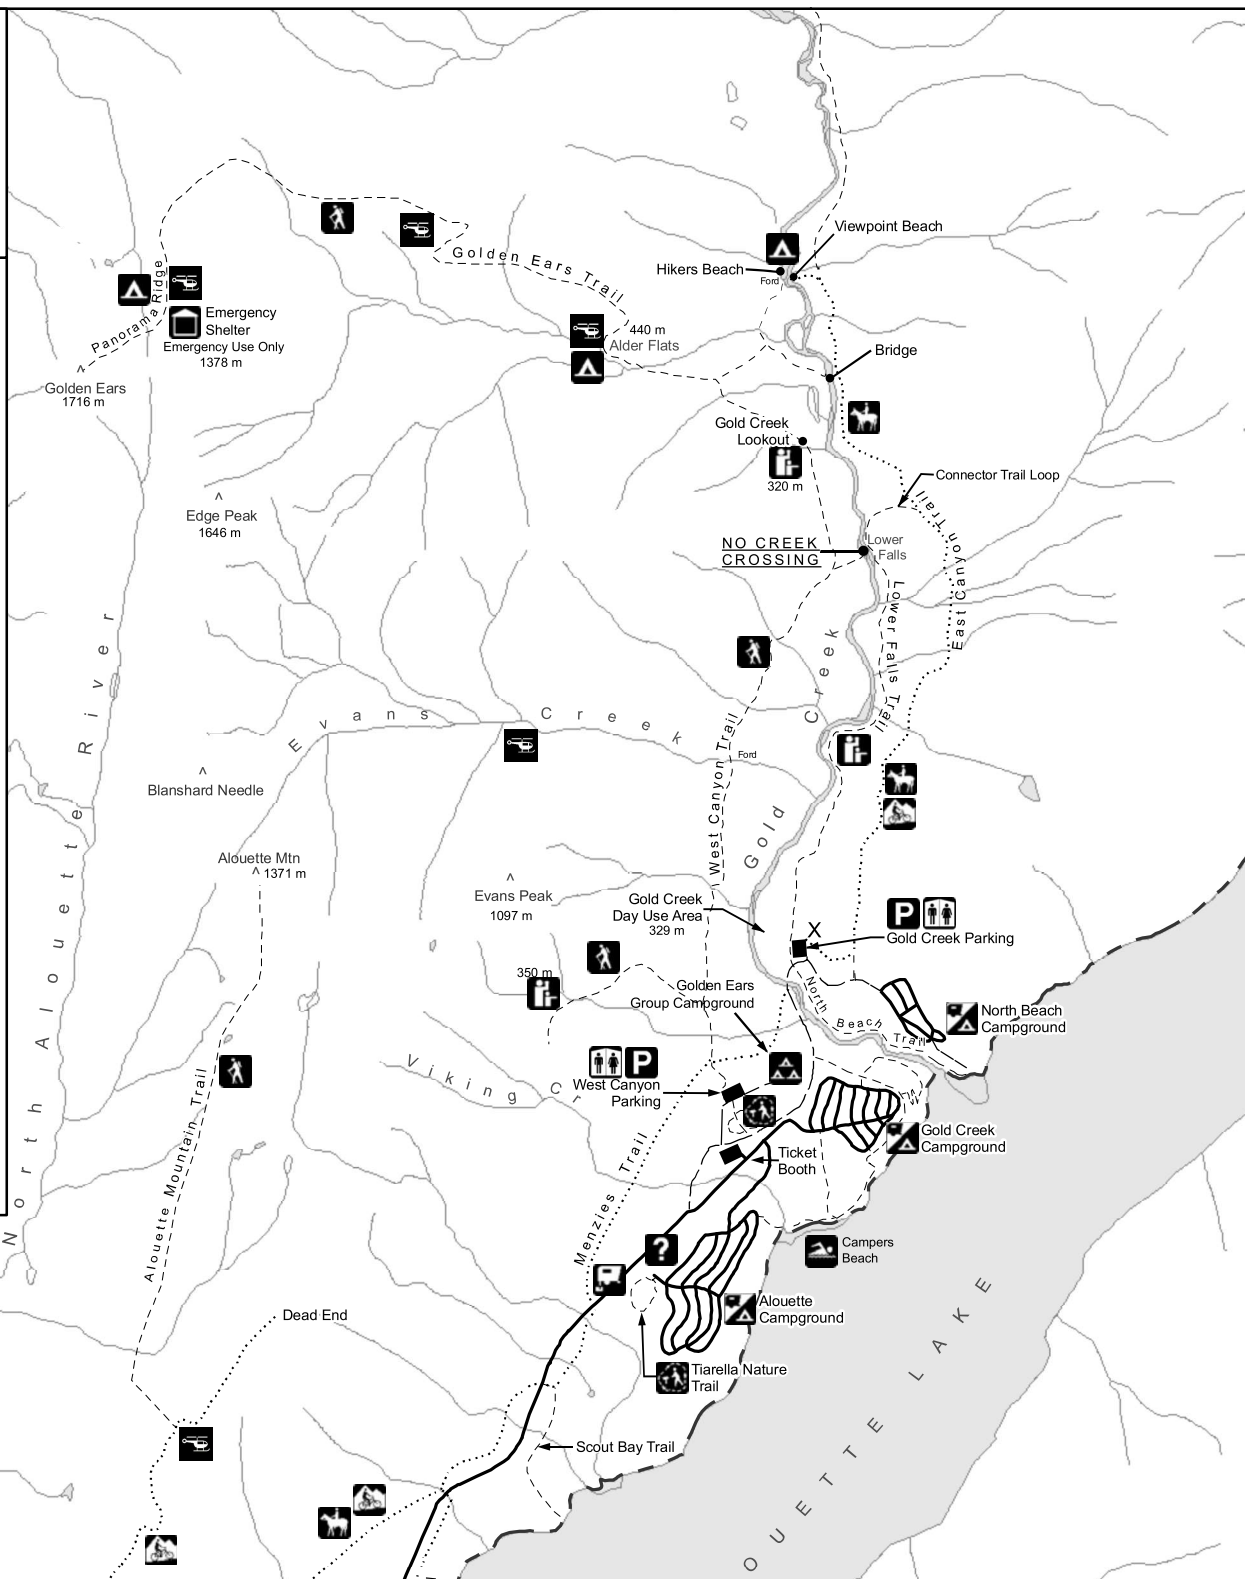 Viewpoint Beach
Hikers Beach
Ford
Golden Ears Trail
Panorama Ridge
Emergency
Shelter
Emergency Use Only
1378 m
440 m
Alder Flats
Bridge
Golden Ears
1716 m
Gold Creek
Lookout
320 m
Connector Trail Loop
East Canyon Trail
Edge Peak
1646 m
NO CREEK
CROSSING
Lower
Falls
Lower Falls Trail
Evans Creek
Ford
West Canyon Trail
Gold Creek
Blanshard Needle
North Alouette River
Alouette Mtn
1371 m
Evans Peak
1097 m
Gold Creek
Day Use Area
329 m
P
X
Gold Creek Parking
350 m
Golden Ears
Group Campground
North Beach Trail
North Beach
Campground
Viking Cr
P
West Canyon
Parking
Gold Creek
Campground
Ticket
Booth
Alouette Mountain Trail
Menzies Trail
?
Campers
Beach
Alouette
Campground
Dead End
Tiarella Nature
Trail
Scout Bay Trail
OUETTE LAKE